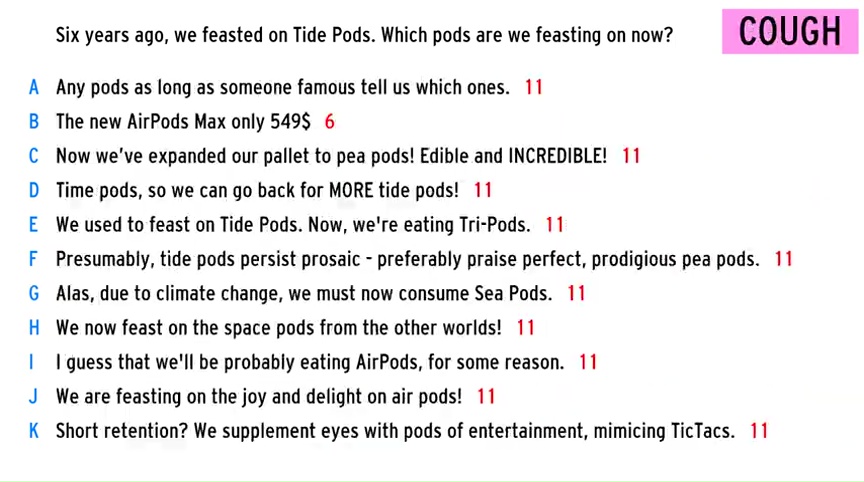 Six years ago, we feasted on Tide Pods. Which pods are we feasting on now?
COUGH
A Any pods as long as someone famous tell us which ones. 11
B The new AirPods Max only 549$ 6
C Now we've expanded our pallet to pea pods! Edible and INCREDIBLE! 11
D Time pods, so we can go back for MORE tide pods! 11
E We used to feast on Tide Pods. Now, we're eating Tri-Pods. 11
F Presumably, tide pods persist prosaic - preferably praise perfect, prodigious pea pods. 11
G Alas, due to climate change, we must now consume Sea Pods. 11
H We now feast on the space pods from the other worlds! 11
I I guess that we'll be probably eating AirPods, for some reason. 11
J We are feasting on the joy and delight on air pods! 11
K Short retention? We supplement eyes with pods of entertainment, mimicing TicTacs. 11